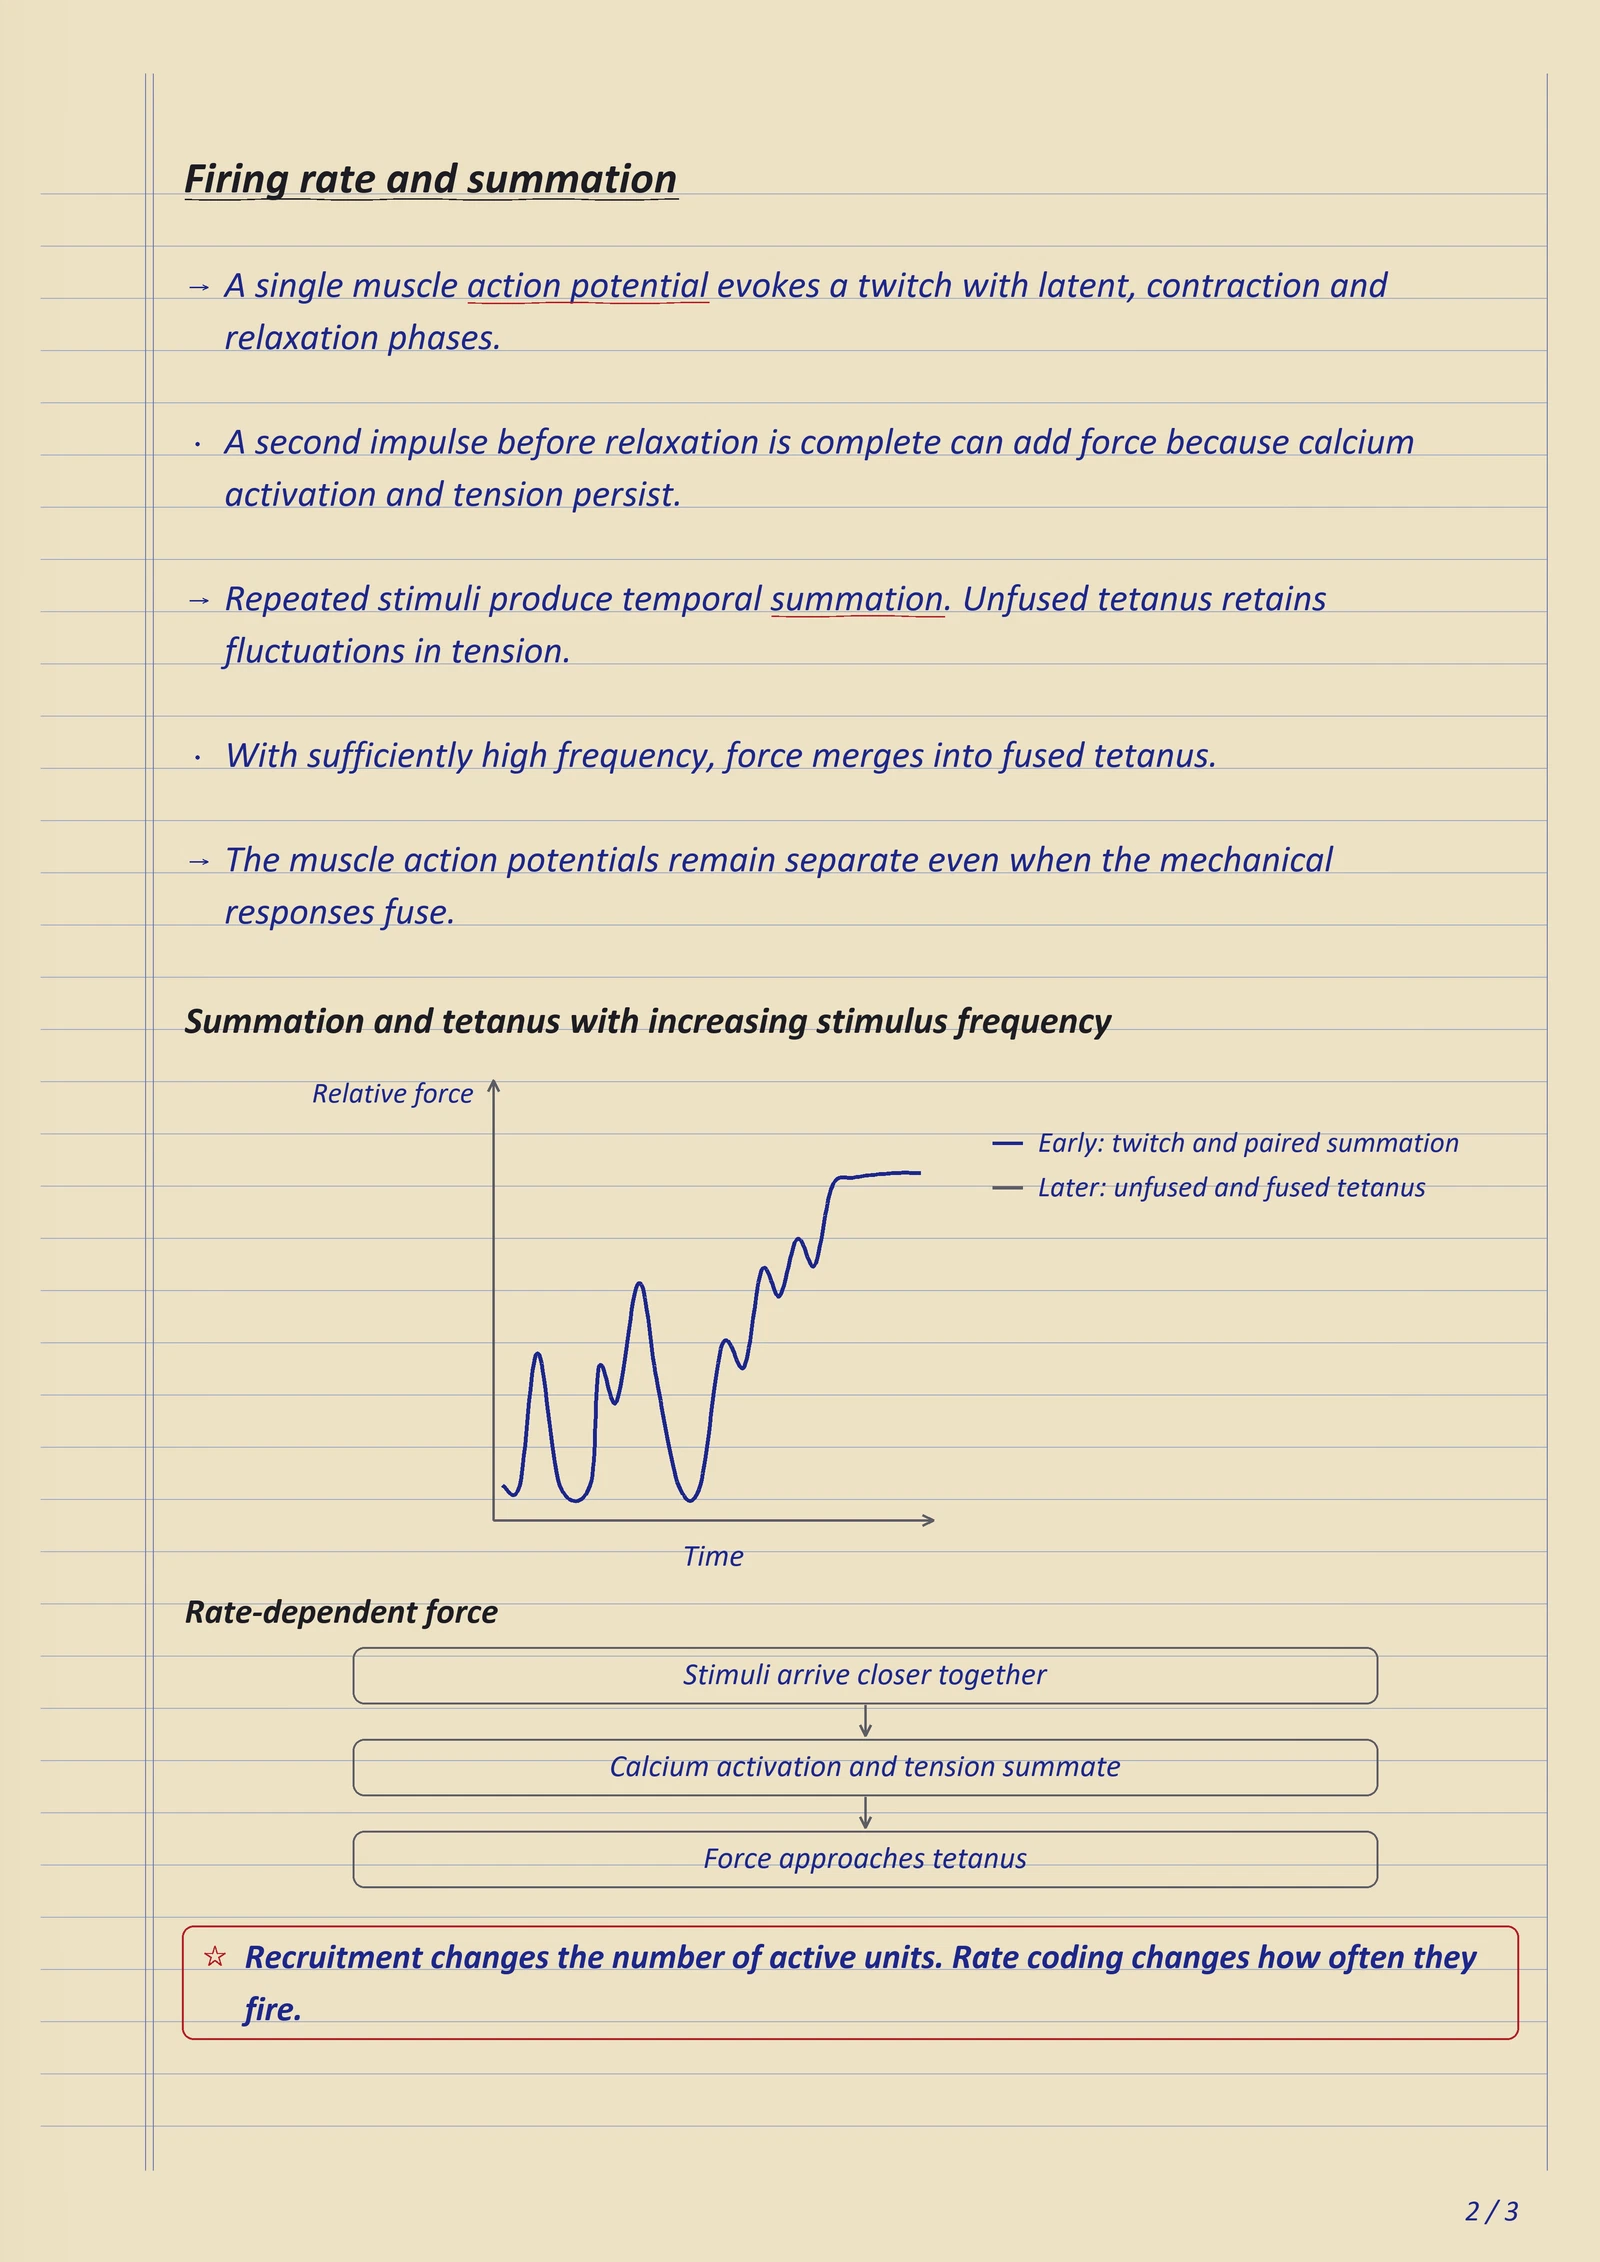 Firing rate and summation
→ A single muscle action potential evokes a twitch with latent, contraction and
relaxation phases.
· A second impulse before relaxation is complete can add force because calcium
activation and tension persist.
→ Repeated stimuli produce temporal summation. Unfused tetanus retains
fluctuations in tension.
· With sufficiently high frequency, force merges into fused tetanus.
→ The muscle action potentials remain separate even when the mechanical
responses fuse.
Summation and tetanus with increasing stimulus frequency
Relative force
Early: twitch and paired summation
Later: unfused and fused tetanus
Time
Rate-dependent force
Stimuli arrive closer together
Calcium activation and tension summate
Force approaches tetanus
☆ Recruitment changes the number of active units. Rate coding changes how often they
fire.
2 / 3